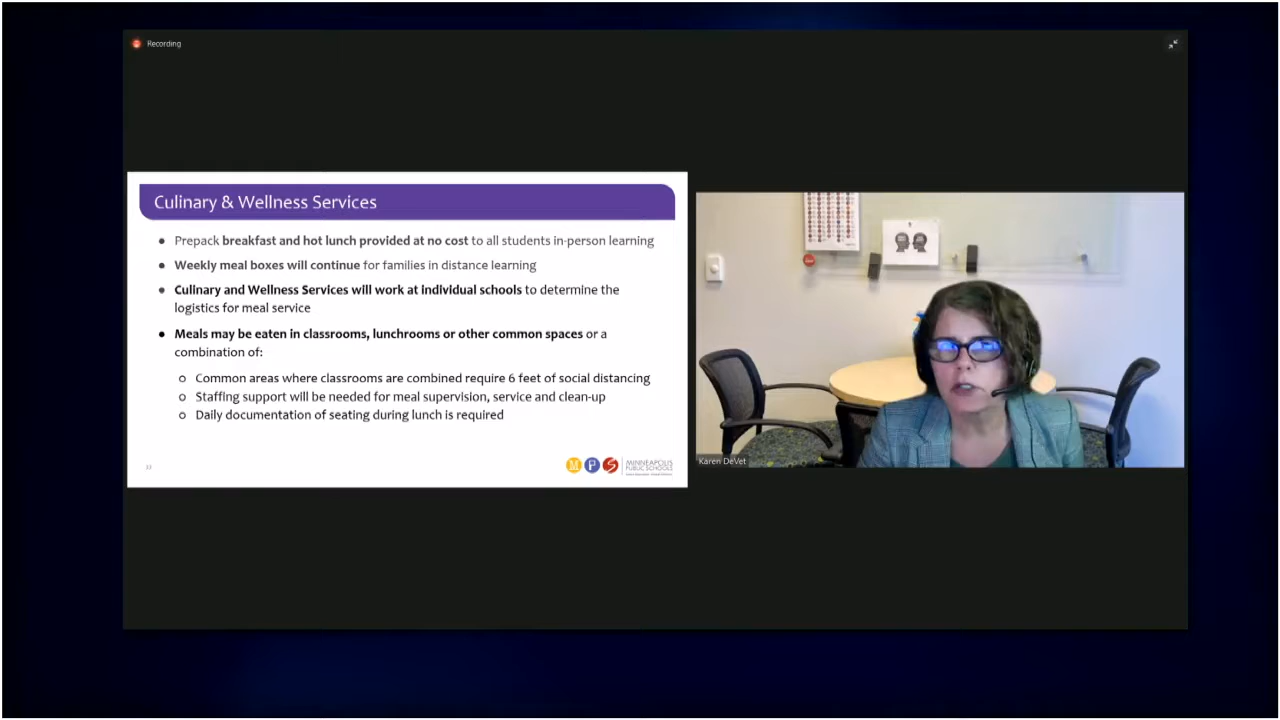 Recording
Culinary & Wellness Services
● Prepack breakfast and hot lunch provided at no cost to all students in-person learning
● Weekly meal boxes will continue for families in distance learning
● Culinary and Wellness Services will work at individual schools to determine the
logistics for meal service
● Meals may be eaten in classrooms, lunchrooms or other common spaces or a
combination of:
○ Common areas where classrooms are combined require 6 feet of social distancing
○ Staffing support will be needed for meal supervision, service and clean-up
○ Daily documentation of seating during lunch is required
M P S
MINNEAPOLIS
PUBLIC SCHOOLS
Karen DeVet